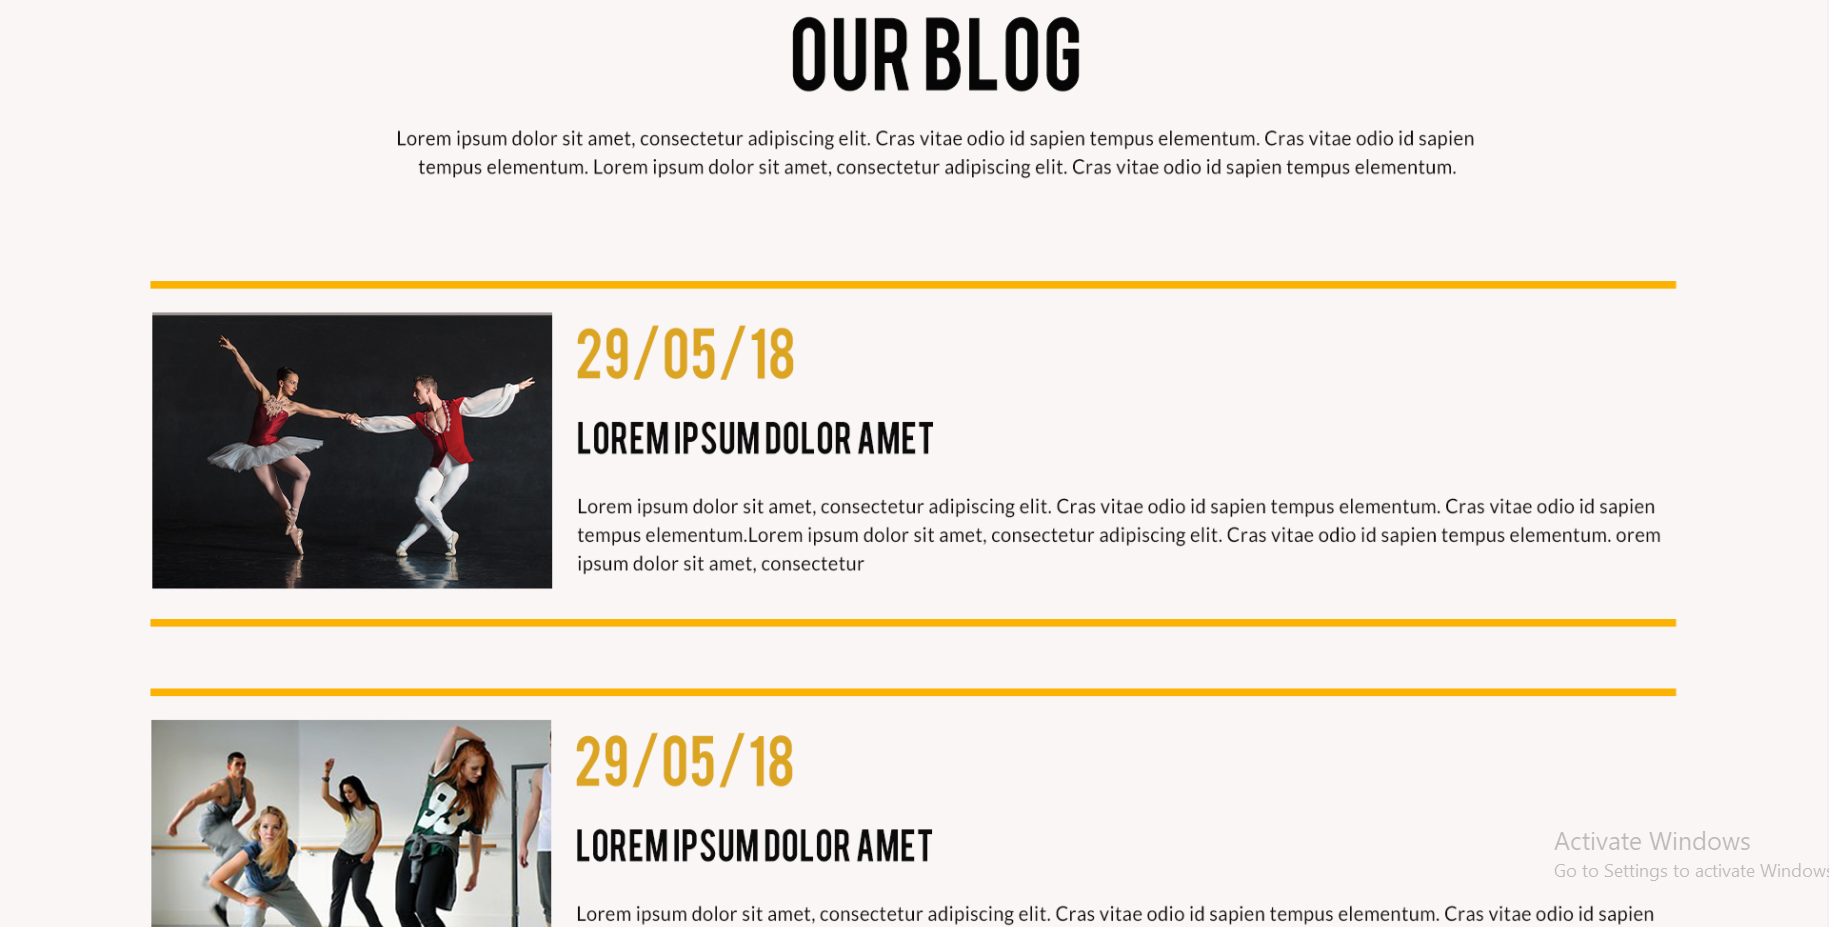 OUR BLOG
Lorem ipsum dolor sit amet, consectetur adipiscing elit. Cras vitae odio id sapien tempus elementum. Cras vitae odio id sapien
tempus elementum. Lorem ipsum dolor sit amet, consectetur adipiscing elit. Cras vitae odio id sapien tempus elementum.
29/05/18
LOREM IPSUM DOLOR AMET
Lorem ipsum dolor sit amet, consectetur adipiscing elit. Cras vitae odio id sapien tempus elementum. Cras vitae odio id sapien
tempus elementum.Lorem ipsum dolor sit amet, consectetur adipiscing elit. Cras vitae odio id sapien tempus elementum. orem
ipsum dolor sit amet, consectetur
29/05/18
LOREM IPSUM DOLOR AMET
Lorem ipsum dolor sit amet, consectetur adipiscing elit. Cras vitae odio id sapien tempus elementum. Cras vitae odio id sapien
88
Activate Windows
Go to Settings to activate Windows